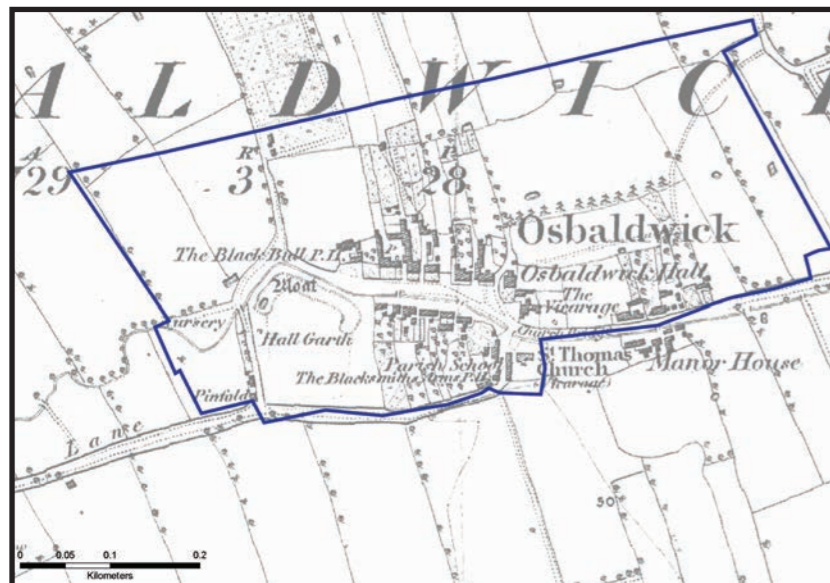 A L D W I C
A R P
729 3 28
Osbaldwick
The Black Bull P.H.
Osbaldwick Hall
Moat
The
Vicarage
Nursery
Hall Garth
Parish School
St Thomas
Church
The Blacksmiths Arms P.H.
Manor House
Pinfold
Lane
50
0 0.05 0.1 0.2
Kilometers